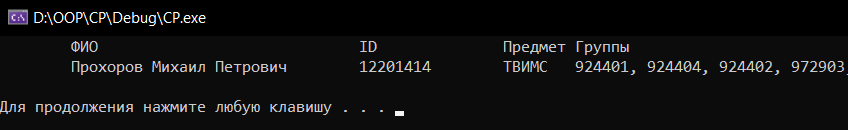 D:\OOP\CP\Debug\CP.exe
ФИО ID Предмет Группы
Прохоров Михаил Петрович 12201414 ТВИМС 924401, 924404, 924402, 972903,
Для продолжения нажмите любую клавишу . . .